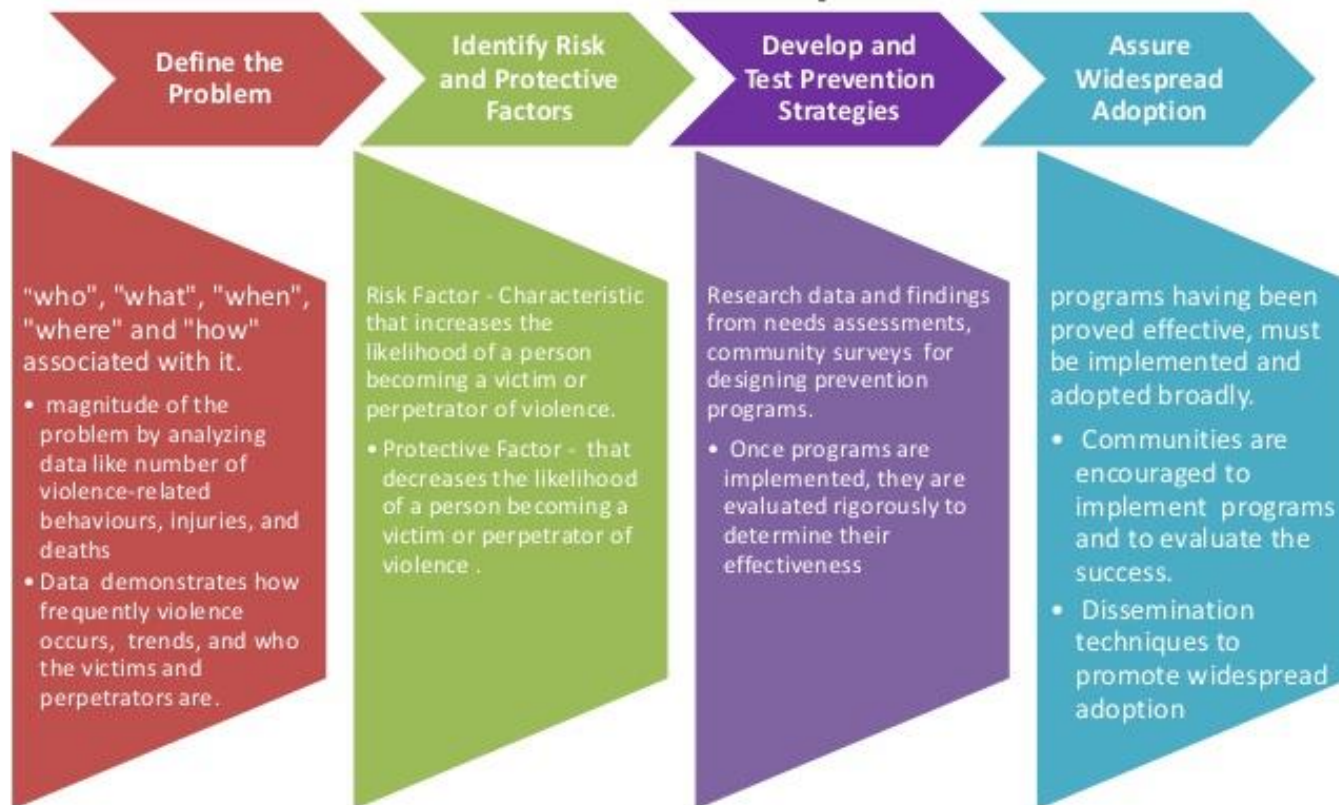 Define the
Problem
Identify Risk
and Protective
Factors
Develop and
Test Prevention
Strategies
Assure
Widespread
Adoption
"who", "what", "when",
"where" and "how"
associated with it.
• magnitude of the
problem by analyzing
data like number of
violence-related
behaviours, injuries, and
deaths
• Data demonstrates how
frequently violence
occurs, trends, and who
the victims and
perpetrators are.
Risk Factor - Characteristic
that increases the
likelihood of a person
becoming a victim or
perpetrator of violence.
• Protective Factor - that
decreases the likelihood
of a person becoming a
victim or perpetrator of
violence .
Research data and findings
from needs assessments,
community surveys for
designing prevention
programs.
• Once programs are
implemented, they are
evaluated rigorously to
determine their
effectiveness
programs having been
proved effective, must
be implemented and
adopted broadly.
• Communities are
encouraged to
implement programs
and to evaluate the
success.
• Dissemination
techniques to
promote widespread
adoption